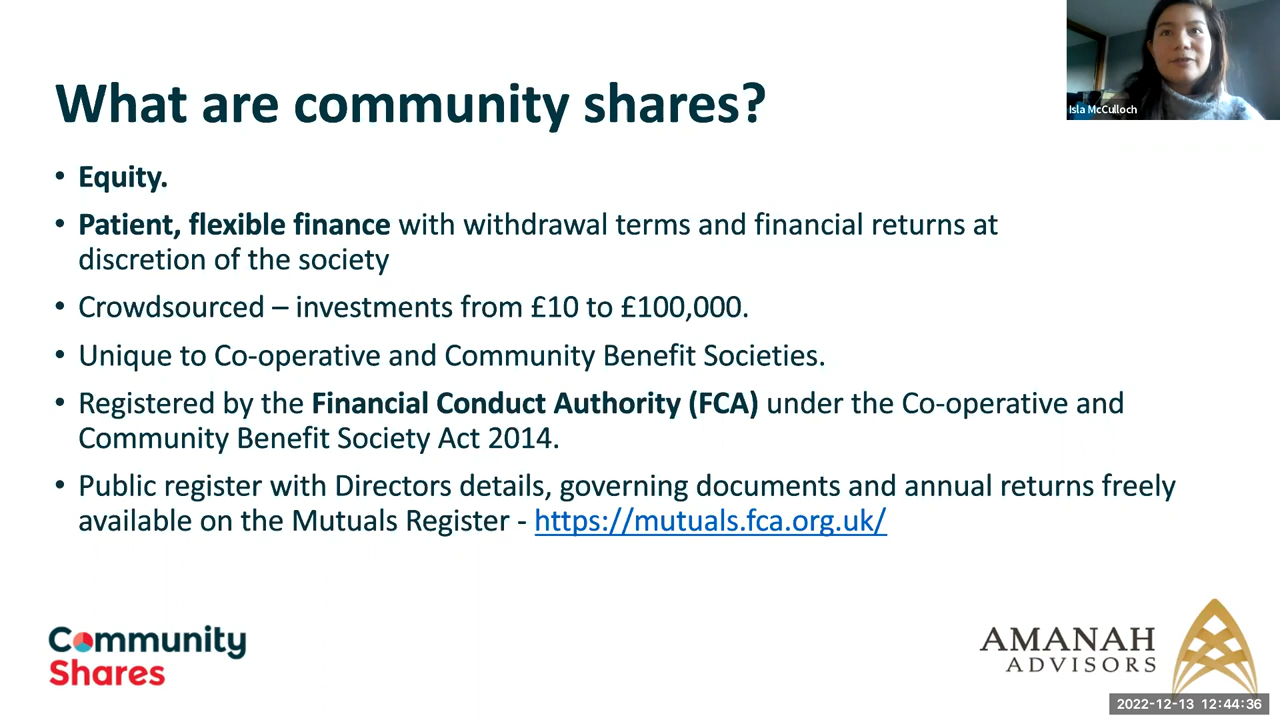 What are community shares?
Isla McCulloch
• Equity.
• Patient, flexible finance with withdrawal terms and financial returns at
discretion of the society
• Crowdsourced – investments from £10 to £100,000.
• Unique to Co-operative and Community Benefit Societies.
• Registered by the Financial Conduct Authority (FCA) under the Co-operative and
Community Benefit Society Act 2014.
• Public register with Directors details, governing documents and annual returns freely
available on the Mutuals Register - https://mutuals.fca.org.uk/
Community
Shares
AMANAH
ADVISORS
2022-12-13 12:44:36